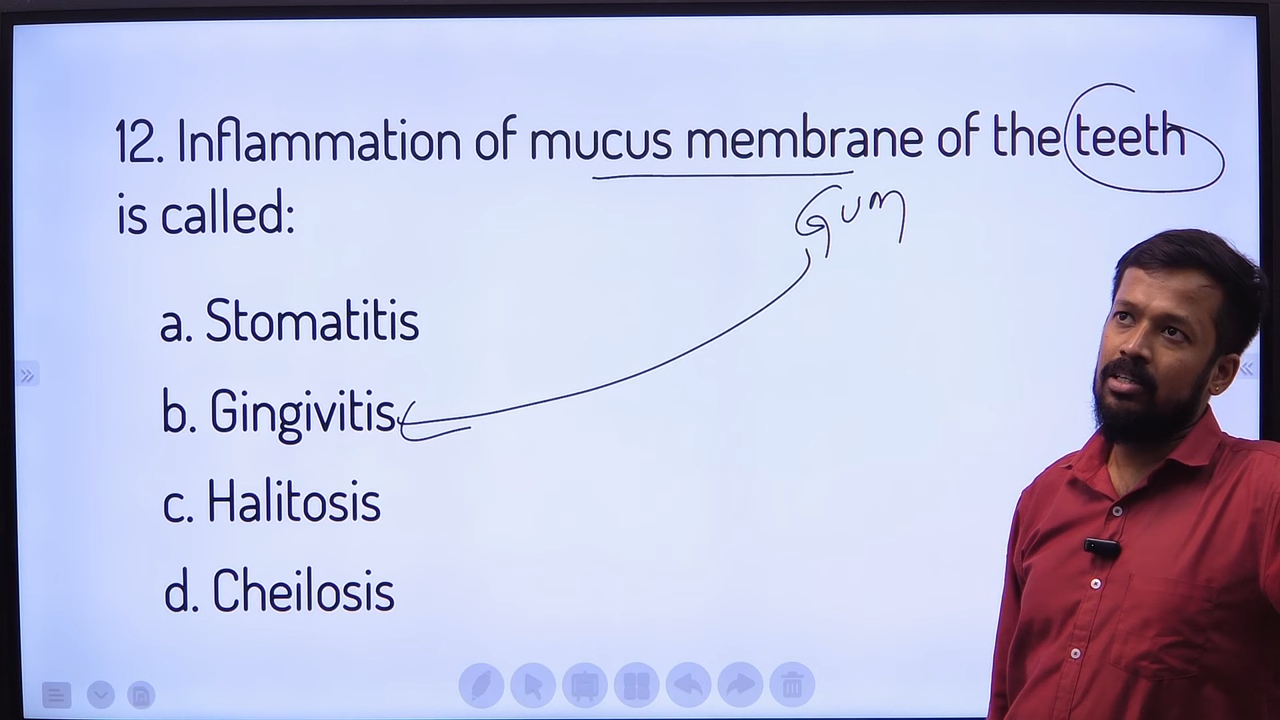 12. Inflammation of mucus membrane of the teeth
is called:
Gum
a. Stomatitis
b. Gingivitis
c. Halitosis
d. Cheilosis